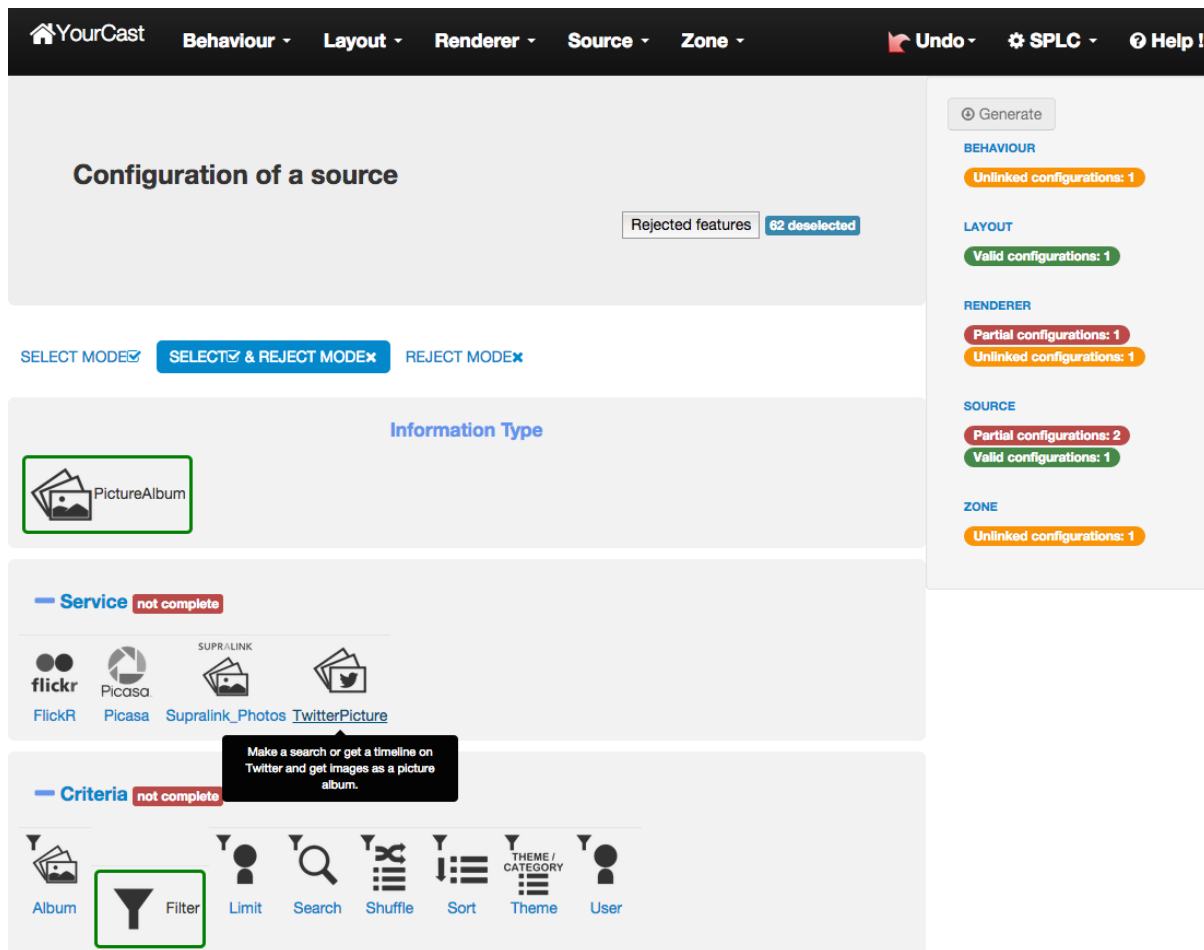 YourCast Behaviour Layout Renderer Source Zone Undo SPLC Help !
Configuration of a source
Rejected features 62 deselected
SELECT MODE SELECT & REJECT MODE REJECT MODE
Information Type
PictureAlbum
Service not complete
flickr Picasa SUPRALINK
FlickR Picasa Supralink_Photos TwitterPicture
Make a search or get a timeline on
Twitter and get images as a picture
album.
Criteria not complete
THEME /
CATEGORY
Album Filter Limit Search Shuffle Sort Theme User
Generate
BEHAVIOUR
Unlinked configurations: 1
LAYOUT
Valid configurations: 1
RENDERER
Partial configurations: 1
Unlinked configurations: 1
SOURCE
Partial configurations: 2
Valid configurations: 1
ZONE
Unlinked configurations: 1